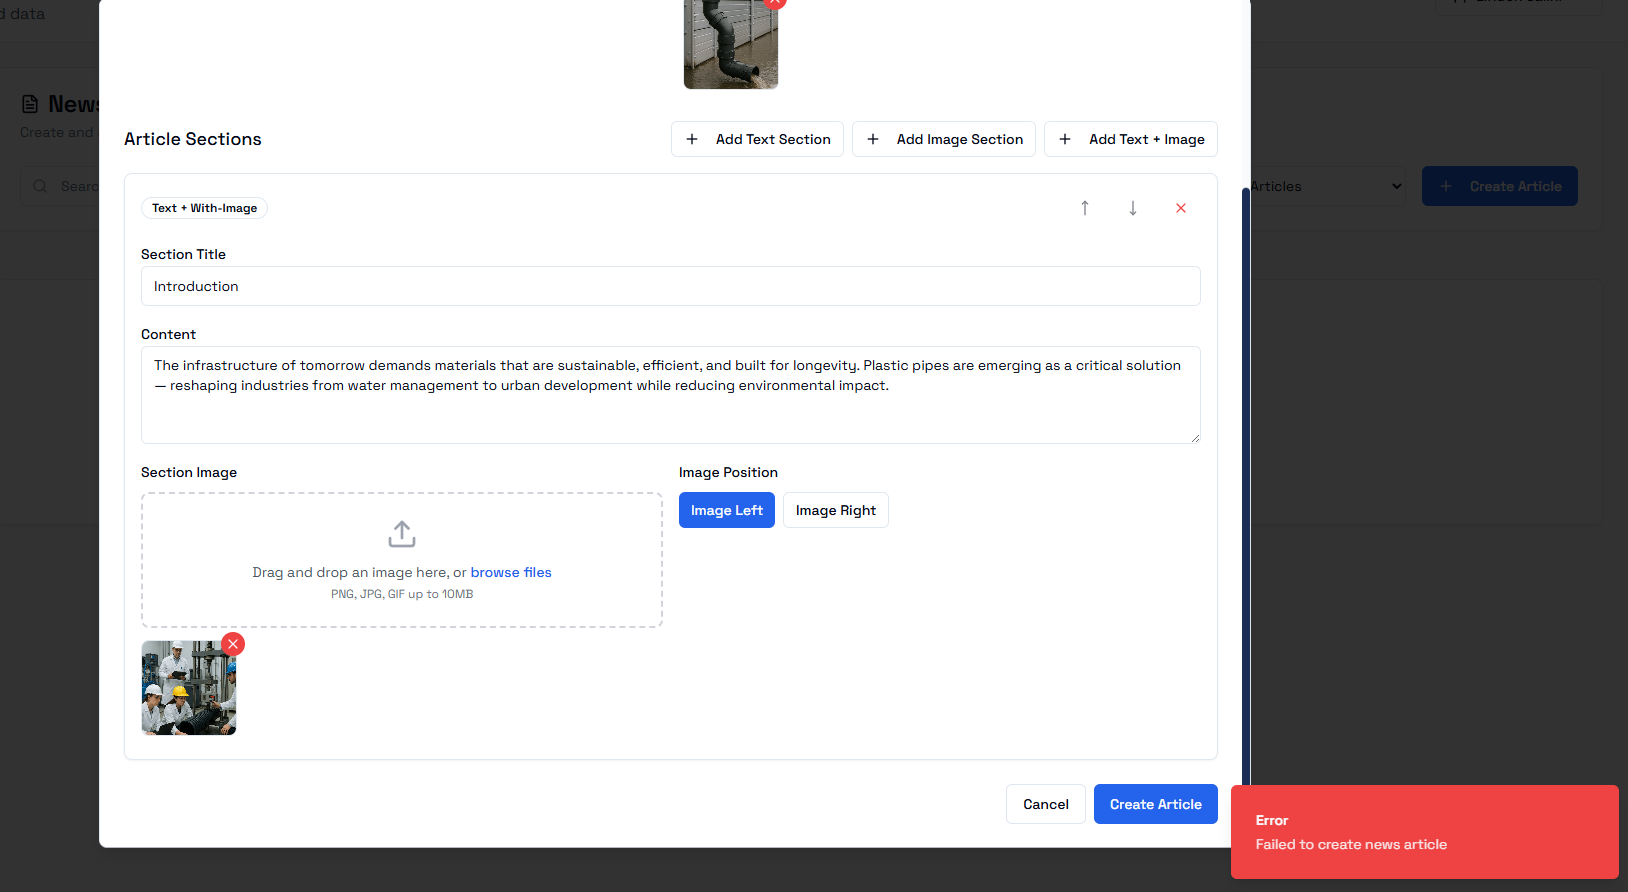 d data
News
Create and
Searc
Articles
Create Article
Article Sections
Add Text Section
Add Image Section
Add Text + Image
Text + With-Image
Section Title
Introduction
Content
The infrastructure of tomorrow demands materials that are sustainable, efficient, and built for longevity. Plastic pipes are emerging as a critical solution
— reshaping industries from water management to urban development while reducing environmental impact.
Section Image
Image Position
Image Left
Image Right
Drag and drop an image here, or browse files
PNG, JPG, GIF up to 10MB
Cancel
Create Article
Error
Failed to create news article